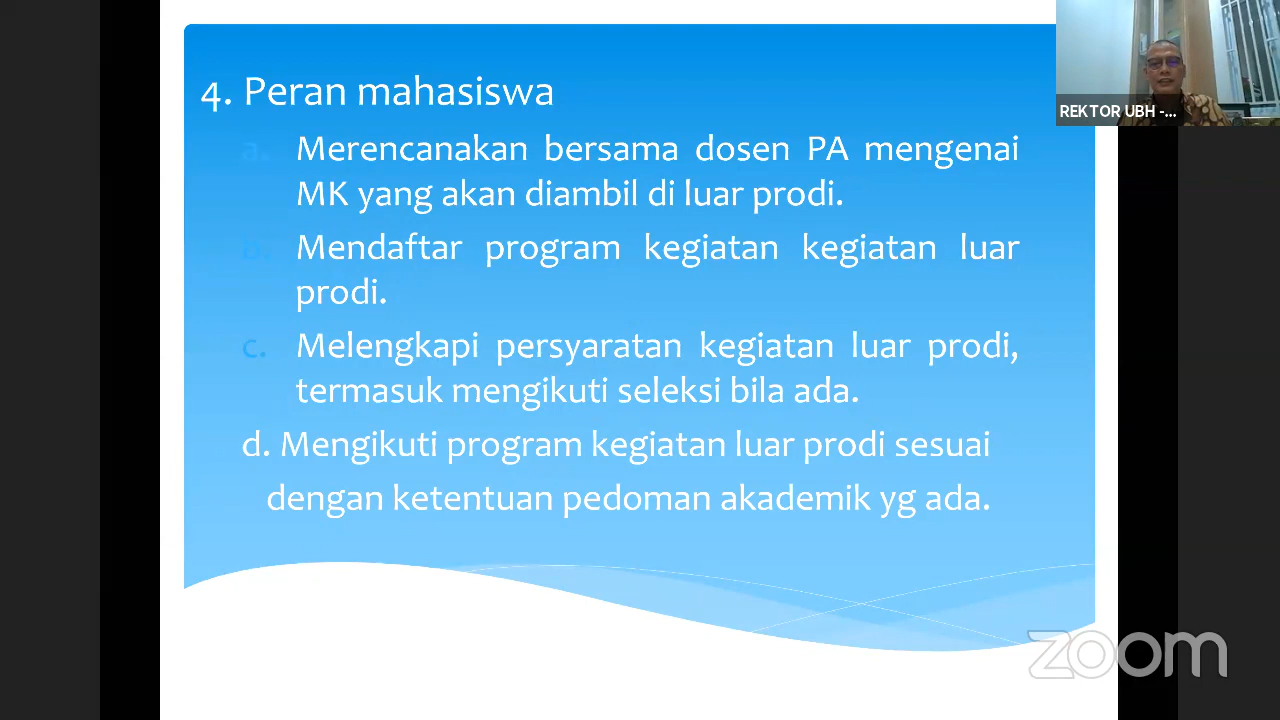 4. Peran mahasiswa
a. Merencanakan bersama dosen PA mengenai
MK yang akan diambil di luar prodi.
b. Mendaftar program kegiatan kegiatan luar
prodi.
c. Melengkapi persyaratan kegiatan luar prodi,
termasuk mengikuti seleksi bila ada.
d. Mengikuti program kegiatan luar prodi sesuai
dengan ketentuan pedoman akademik yg ada.
REKTOR UBH -...
zoom